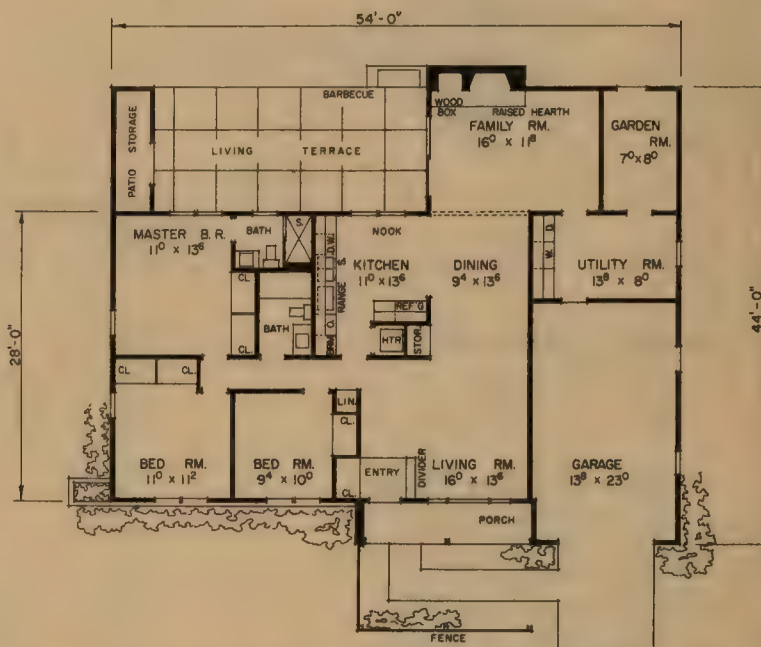 54'-0"
BARBECUE
WOOD
BOX
RAISED HEARTH
FAMILY RM.
16⁰ x 11⁸
GARDEN
RM.
7⁰x8⁰
PATIO STORAGE
LIVING TERRACE
MASTER B. R.
11⁰ x 13⁶
BATH
S.
D.W.
NOOK
KITCHEN
11⁰ x 13⁶
DINING
9⁴ x 13⁶
D.
W.
UTILITY RM.
13⁸ x 8⁰
CL.
CL.
BATH
S.
RANGE
O.
BRM.
REF'G
HTR.
STOR.
28'-0"
44'-0"
CL.
CL.
LIN.
CL.
BED RM.
11⁰ x 11²
BED RM.
9⁴ x 10⁰
CL.
ENTRY
DIVIDER
LIVING RM.
16⁰ x 13⁶
GARAGE
13⁸ x 23⁰
PORCH
FENCE